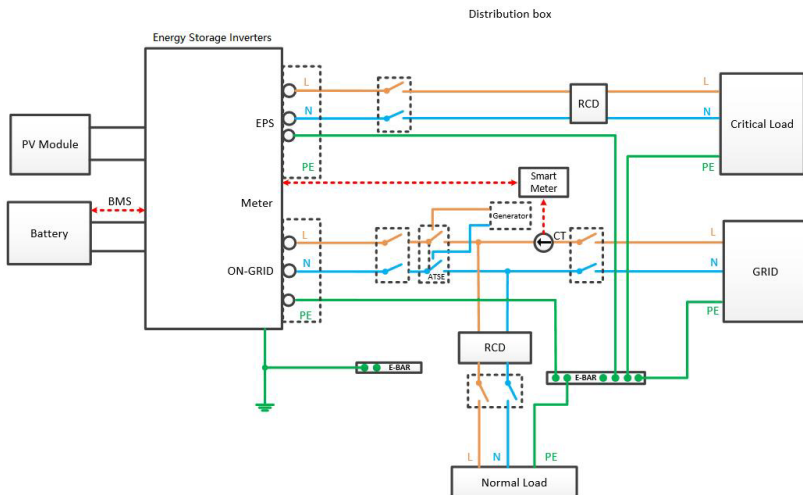 Distribution box
Energy Storage Inverters
L
L
RCD
N
N
EPS
Critical Load
PV Module
PE
PE
Smart
Meter
BMS
Meter
Generator
Battery
L
CT
L
N
N
ON-GRID
ATSE
GRID
PE
PE
RCD
E-BAR
E-BAR
L
N
PE
Normal Load